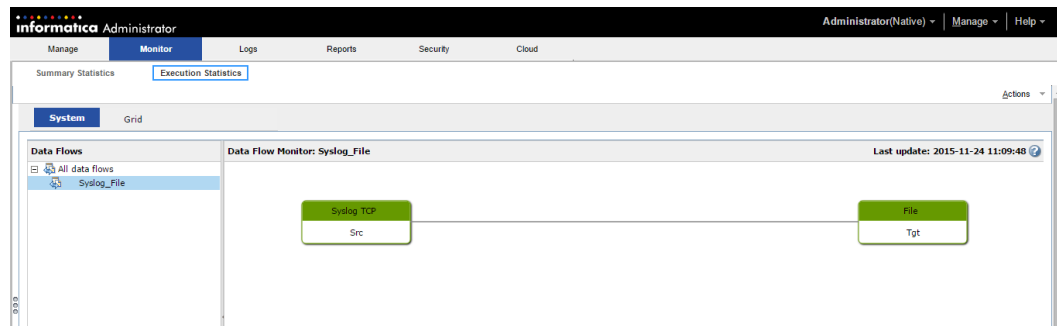 informatica Administrator
Administrator(Native) Manage Help
Manage Monitor Logs Reports Security Cloud
Summary Statistics Execution Statistics
Actions
System Grid
Data Flows
Data Flow Monitor: Syslog_File
Last update: 2015-11-24 11:09:48
All data flows
Syslog_File
Syslog TCP
Src
File
Tgt